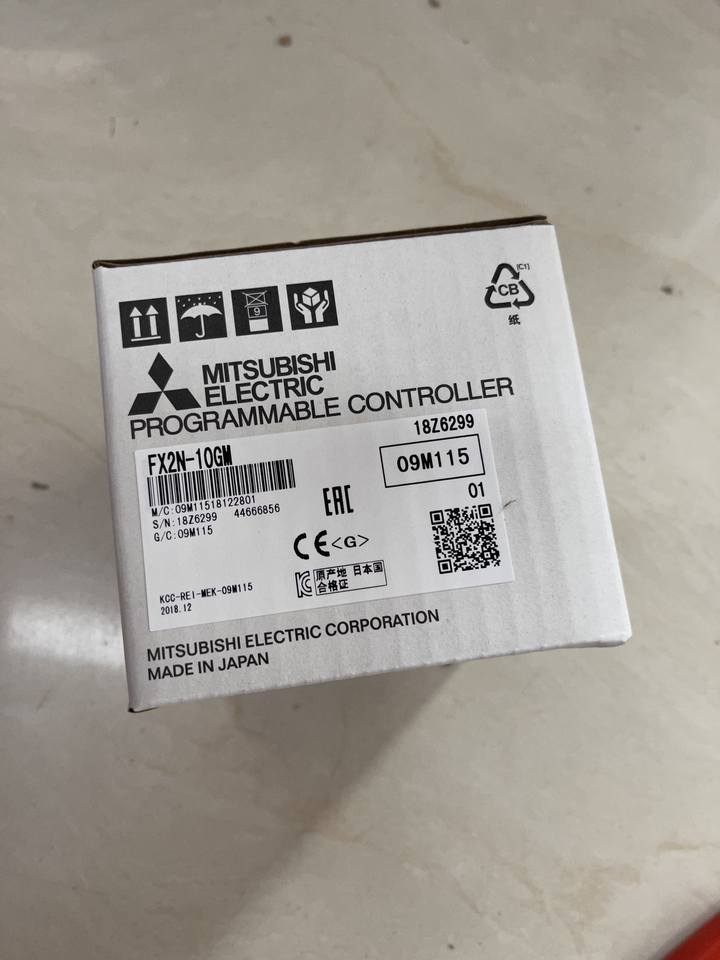 9
(C1)
CB
纸
MITSUBISHI
ELECTRIC
PROGRAMMABLE CONTROLLER
18Z6299
FX2N-10GM
09M115
M/C:09M11518122801
S/N:18Z6299 44666856
G/C:09M115
01
EAC
CE<G>
原产地 日本国
合格证
KCC-REI-MEK-09M115
2018.12
MITSUBISHI ELECTRIC CORPORATION
MADE IN JAPAN